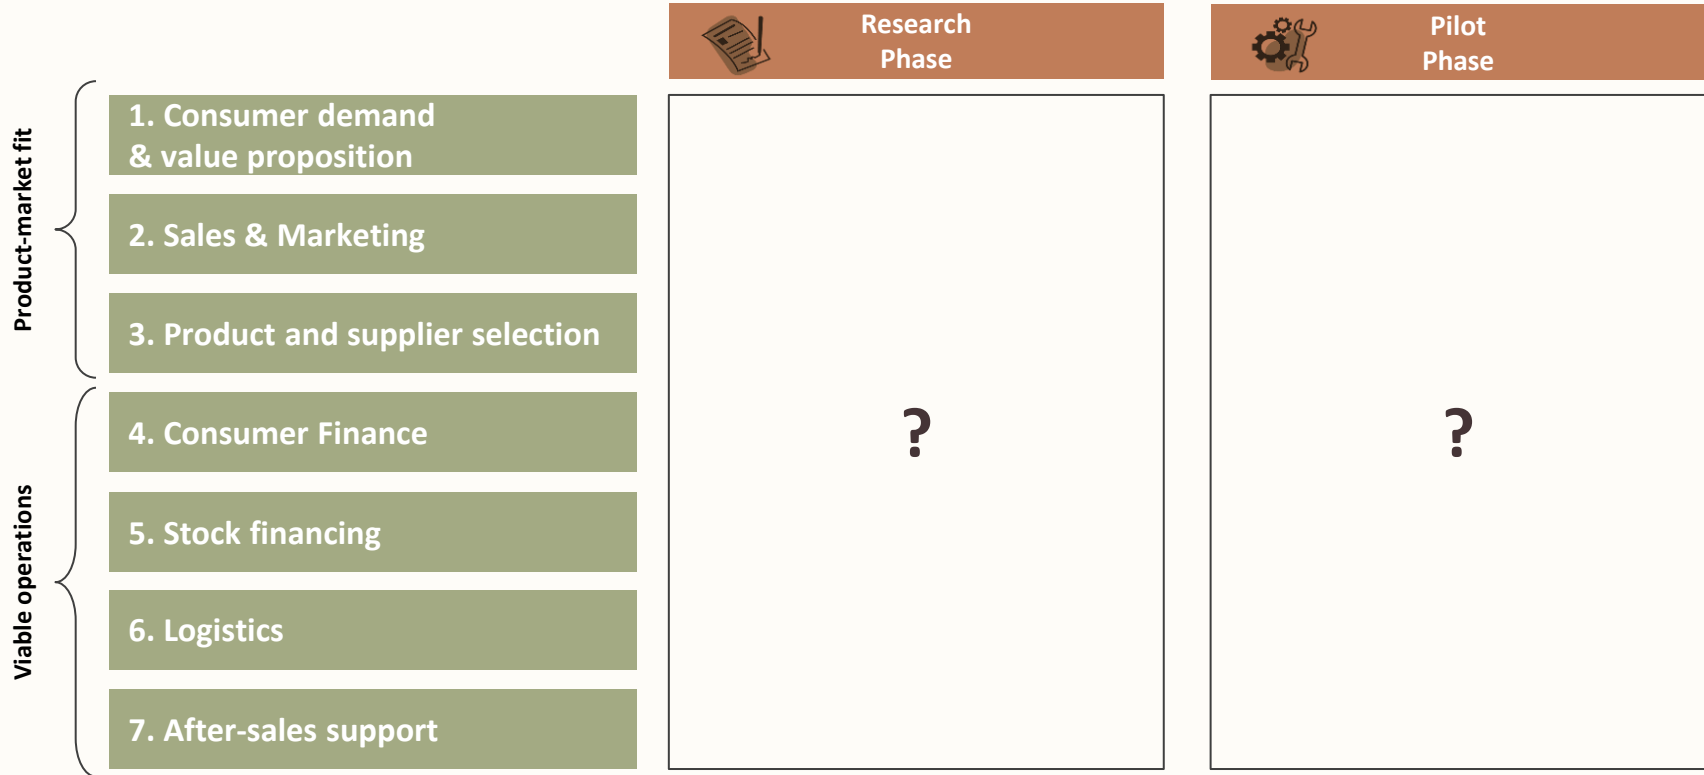 Research
Phase
Pilot
Phase
Product-market fit
1. Consumer demand
& value proposition
2. Sales & Marketing
3. Product and supplier selection
Viable operations
4. Consumer Finance
5. Stock financing
6. Logistics
7. After-sales support
?
?